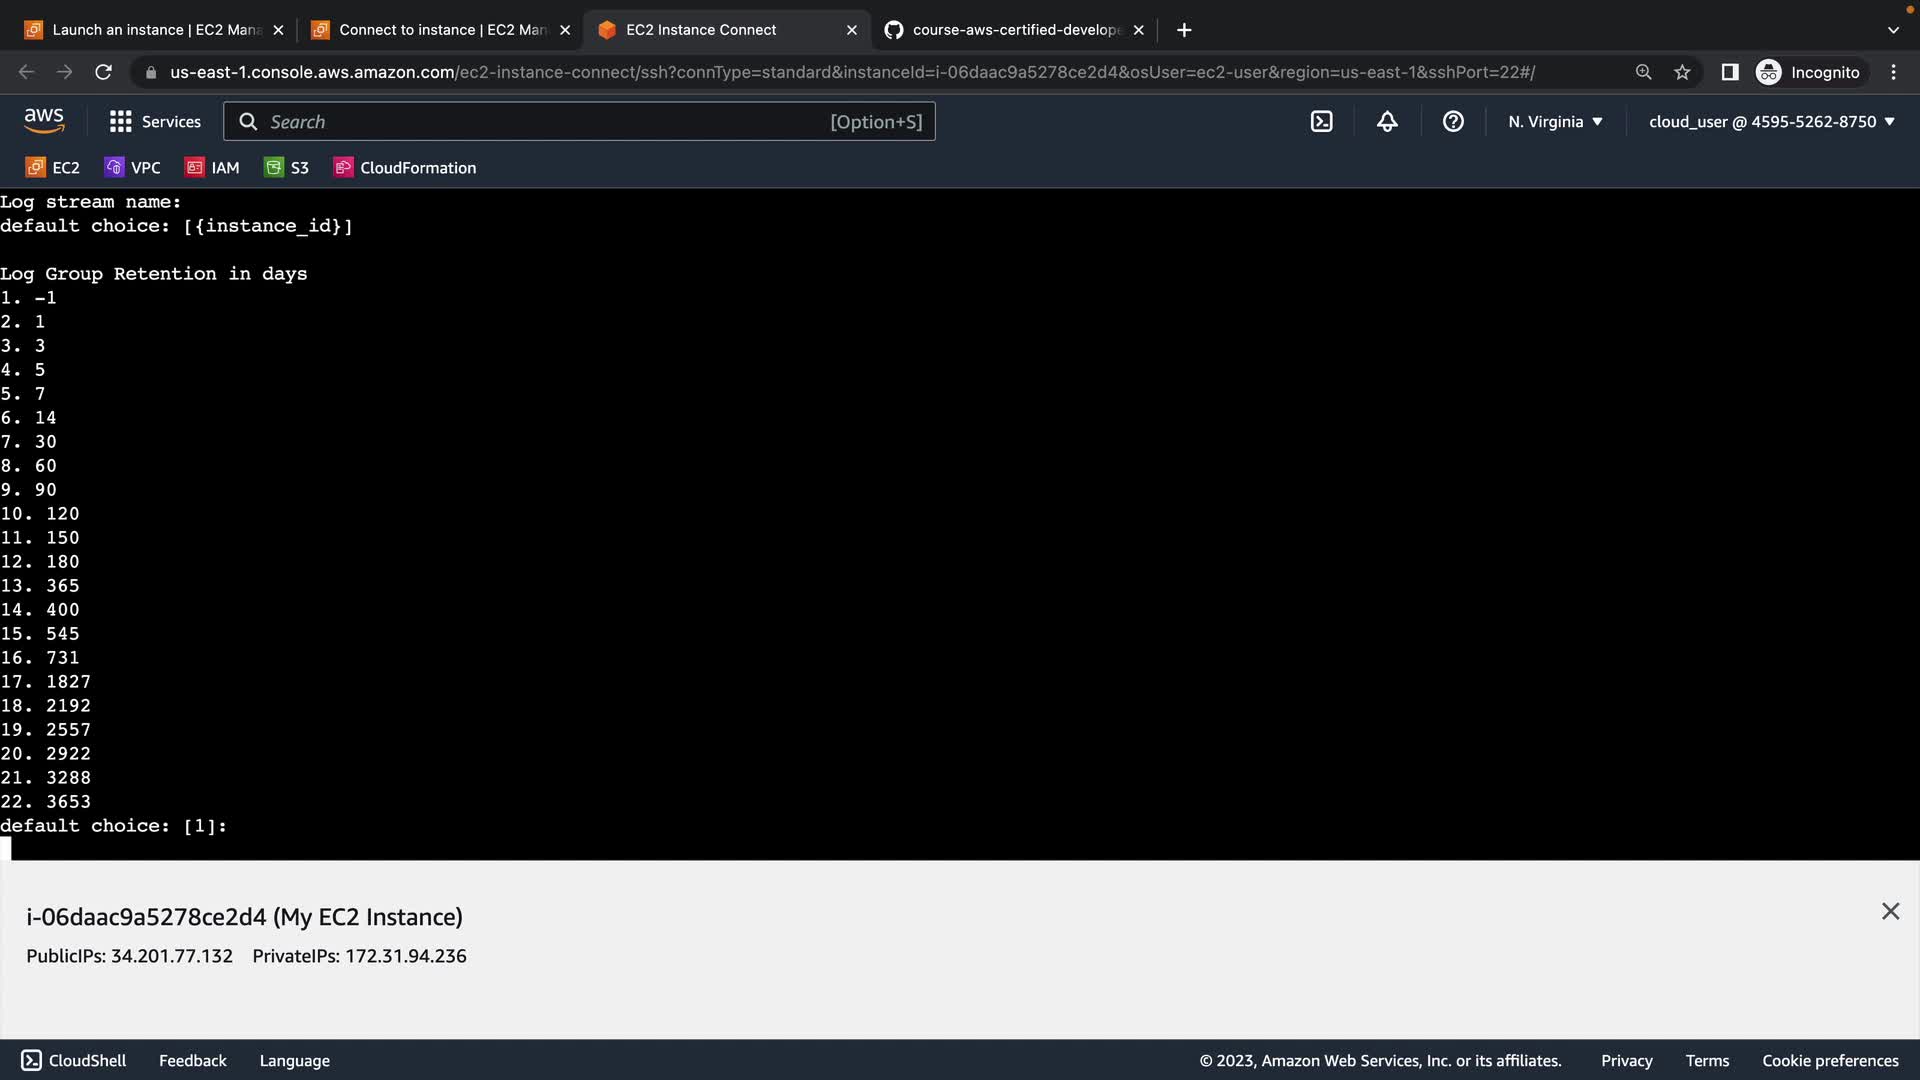 Launch an instance | EC2 Mana
Connect to instance | EC2 Man
EC2 Instance Connect
course-aws-certified-develope
us-east-1.console.aws.amazon.com/ec2-instance-connect/ssh?connType=standard&instanceId=i-06daac9a5278ce2d4&osUser=ec2-user&region=us-east-1&sshPort=22#/
Incognito
aws
Services
Search
[Option+S]
N. Virginia
cloud_user @ 4595-5262-8750
EC2
VPC
IAM
S3
CloudFormation
Log stream name:
default choice: [{instance_id}]
Log Group Retention in days
1. -1
2. 1
3. 3
4. 5
5. 7
6. 14
7. 30
8. 60
9. 90
10. 120
11. 150
12. 180
13. 365
14. 400
15. 545
16. 731
17. 1827
18. 2192
19. 2557
20. 2922
21. 3288
22. 3653
default choice: [1]:
i-06daac9a5278ce2d4 (My EC2 Instance)
PublicIPs: 34.201.77.132 PrivateIPs: 172.31.94.236
CloudShell
Feedback
Language
© 2023, Amazon Web Services, Inc. or its affiliates.
Privacy
Terms
Cookie preferences